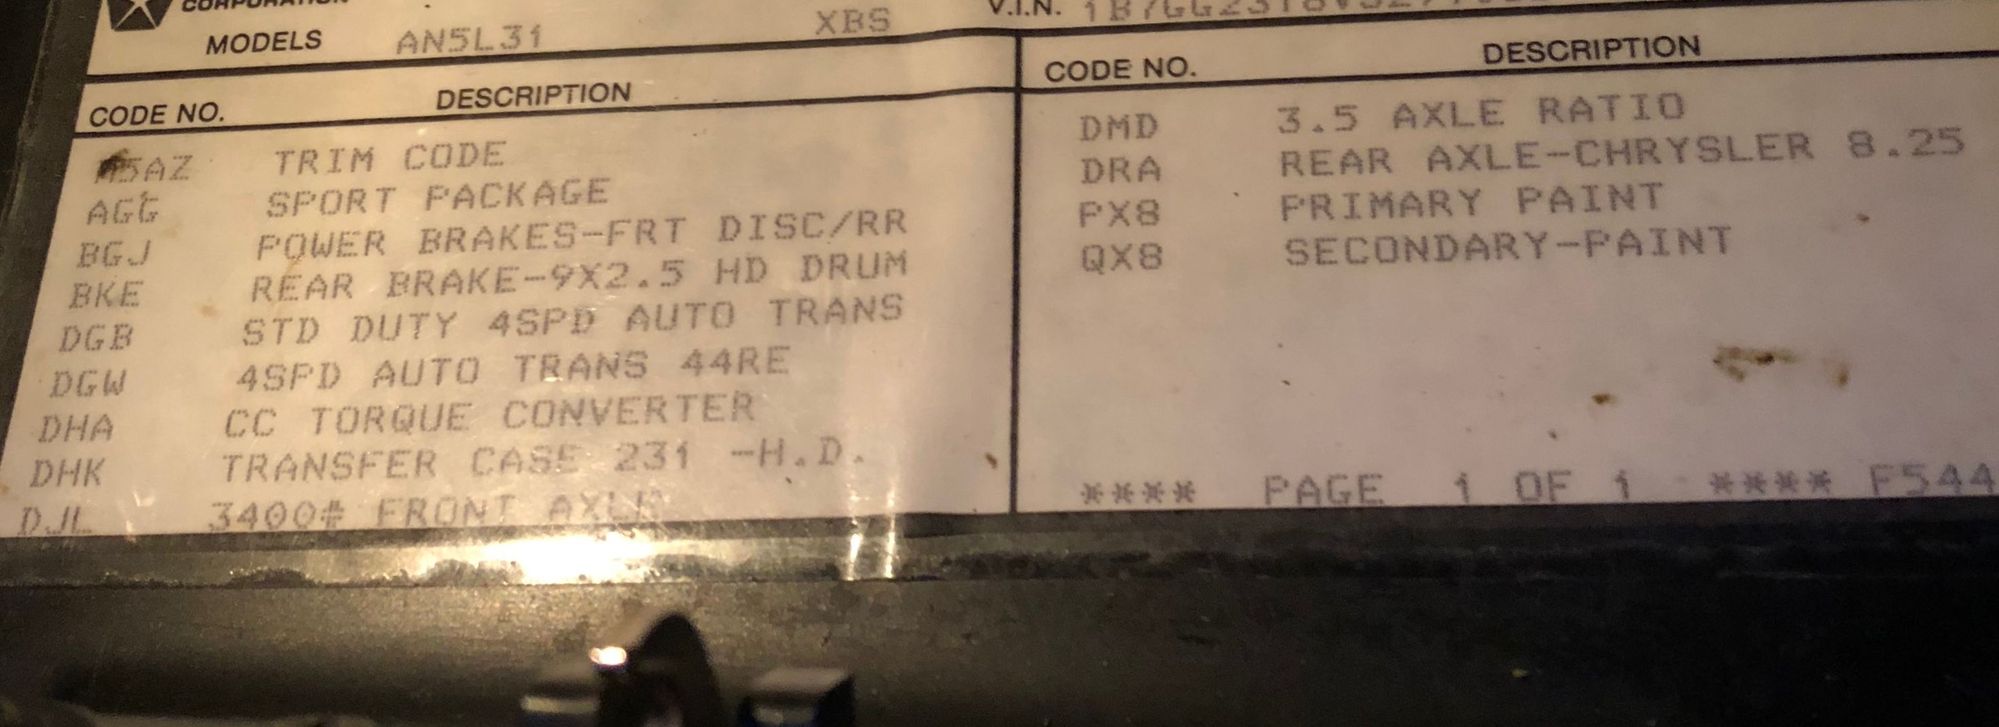 CORPORATION
MODELS AN5L31 XBS V.I.N.
CODE NO. DESCRIPTION
AGG SPORT PACKAGE
TRIM CODE
BGJ POWER BRAKES-FRT DISC/RR
BKE REAR BRAKE-9X2.5 HD DRUM
DGB STD DUTY 4SPD AUTO TRANS
DGW 4SPD AUTO TRANS 44RE
DHA CC TORQUE CONVERTER
DHK TRANSFER CASE 231 -H.D.
DJL 3400# FRONT AXLE
CODE NO. DESCRIPTION
DMD 3.5 AXLE RATIO
DRA REAR AXLE-CHRYSLER 8.25
PX8 PRIMARY PAINT
QX8 SECONDARY-PAINT
**** PAGE 1 OF 1 **** F544